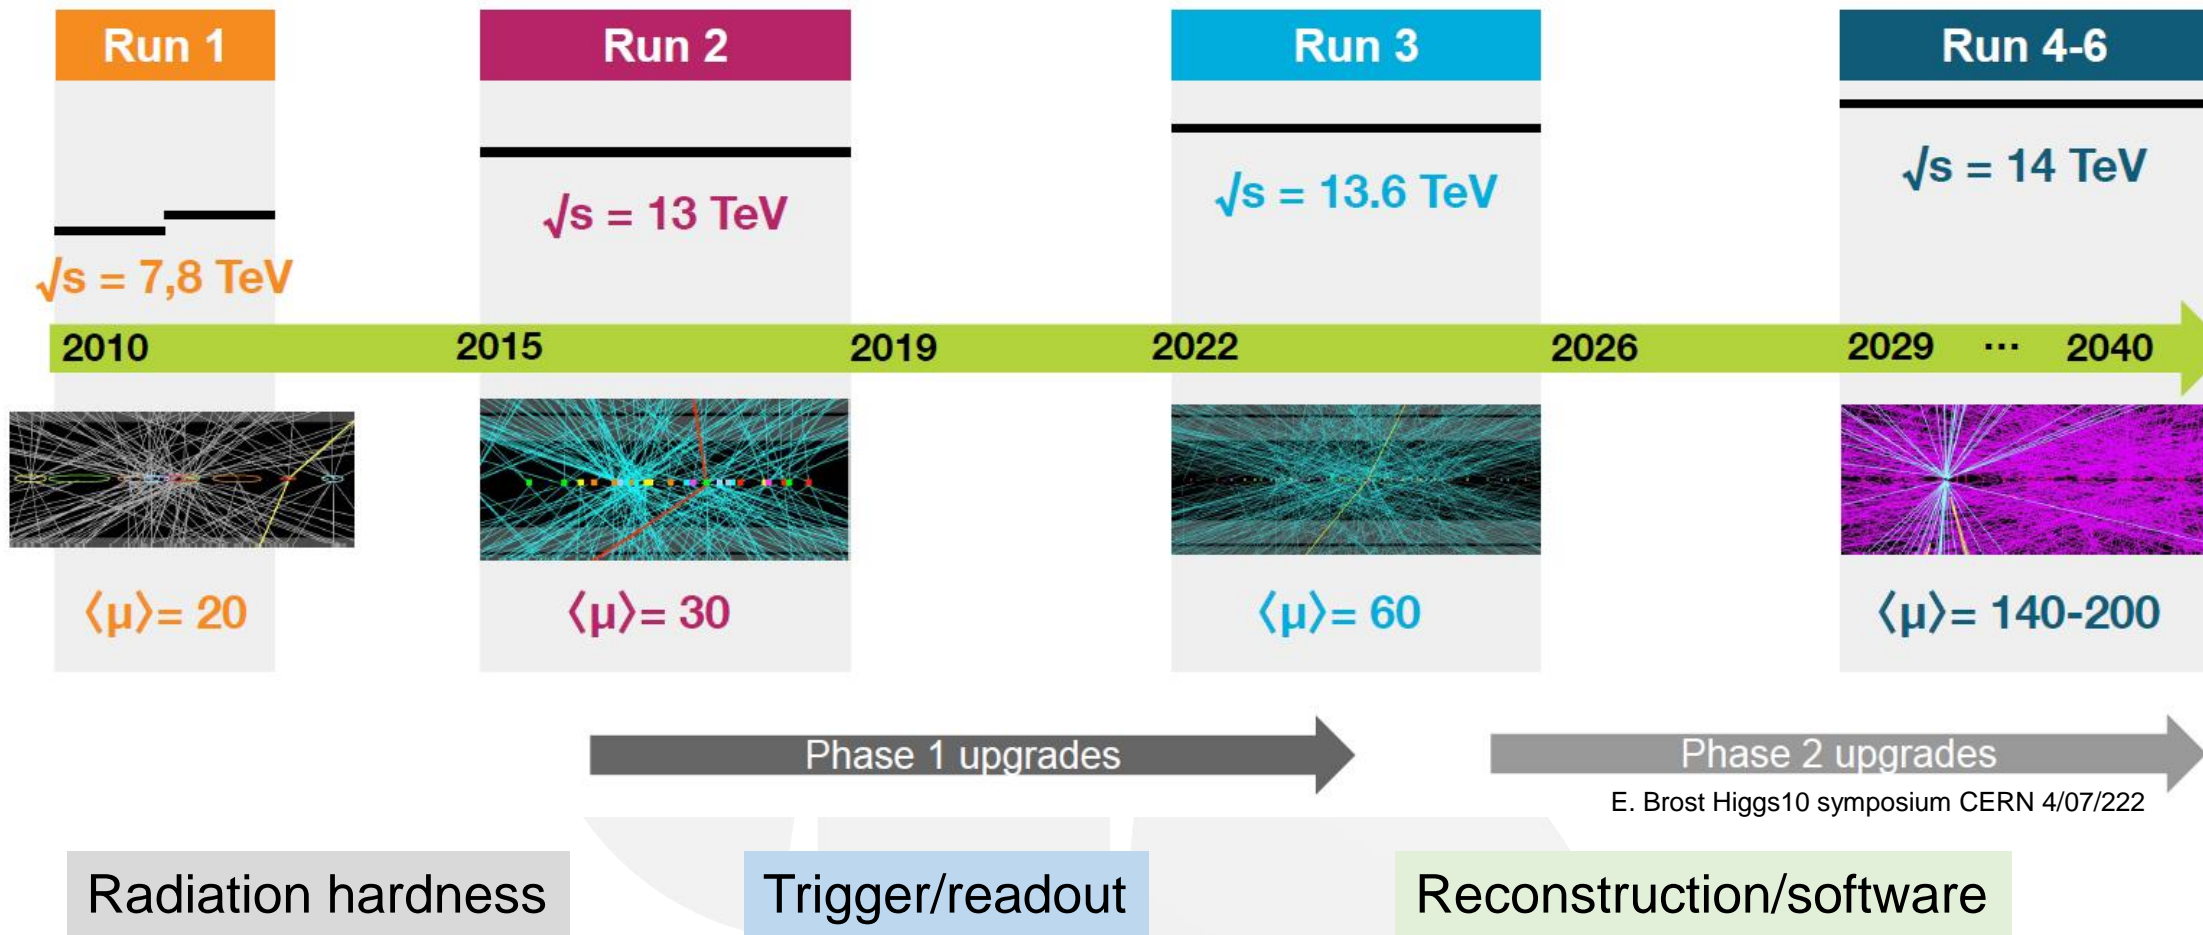 Run 1
Run 2
Run 3
Run 4-6
√s = 7,8 TeV
√s = 13 TeV
√s = 13.6 TeV
√s = 14 TeV
2010
2015
2019
2022
2026
2029
...
2040
⟨μ⟩= 20
⟨μ⟩= 30
⟨μ⟩= 60
⟨μ⟩= 140-200
Phase 1 upgrades
Phase 2 upgrades
E. Brost Higgs10 symposium CERN 4/07/222
Radiation hardness
Trigger/readout
Reconstruction/software